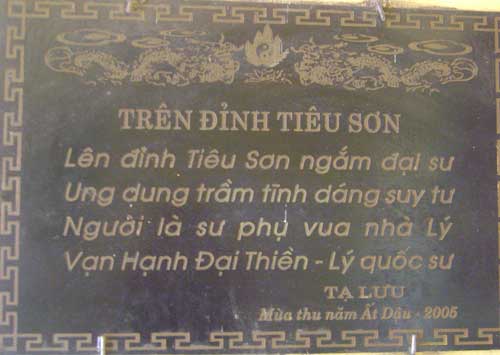 TRÊN ĐỈNH TIÊU SƠN
Lên đỉnh Tiêu Sơn ngắm đại sư
Ung dung trầm tĩnh dáng suy tư
Người là sư phụ vua nhà Lý
Vạn Hạnh Đại Thiền - Lý quốc sư
TẠ LƯU
Mùa thu năm Ất Dậu - 2005